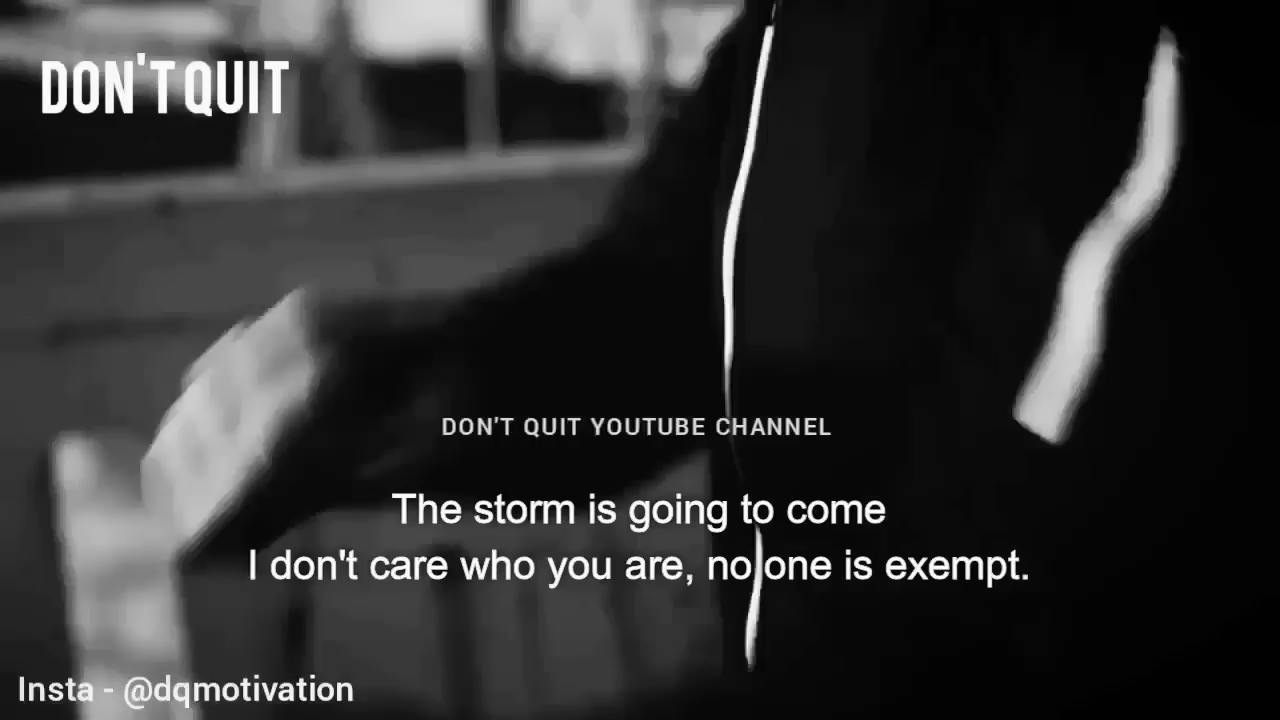 DON'T QUIT
DON'T QUIT YOUTUBE CHANNEL
The storm is going to come
I don't care who you are, no one is exempt.
Insta - @dqmotivation